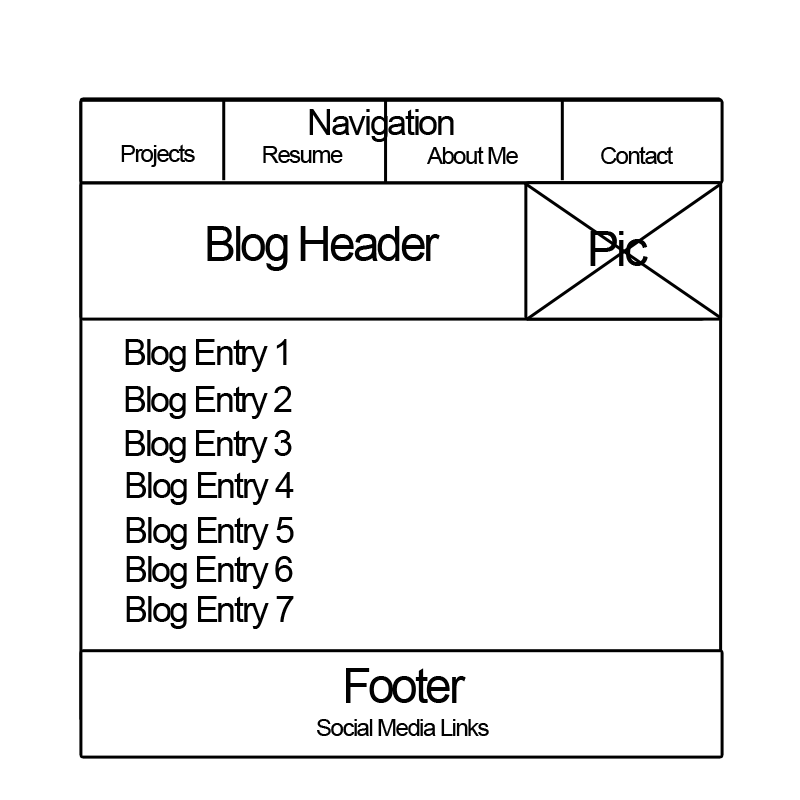 Navigation
Projects Resume About Me Contact
Blog Header
Pic
Blog Entry 1
Blog Entry 2
Blog Entry 3
Blog Entry 4
Blog Entry 5
Blog Entry 6
Blog Entry 7
Footer
Social Media Links